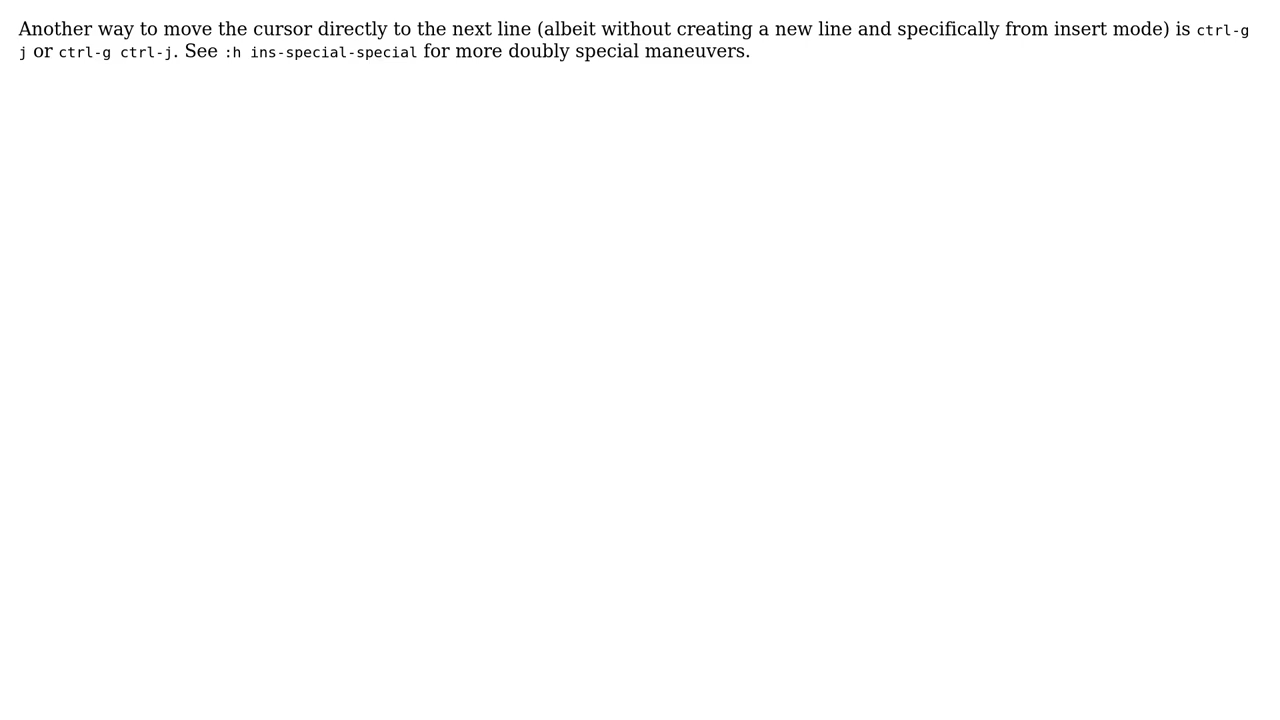 Another way to move the cursor directly to the next line (albeit without creating a new line and specifically from insert mode) is ctrl-g
j or ctrl-g ctrl-j. See :h ins-special-special for more doubly special maneuvers.